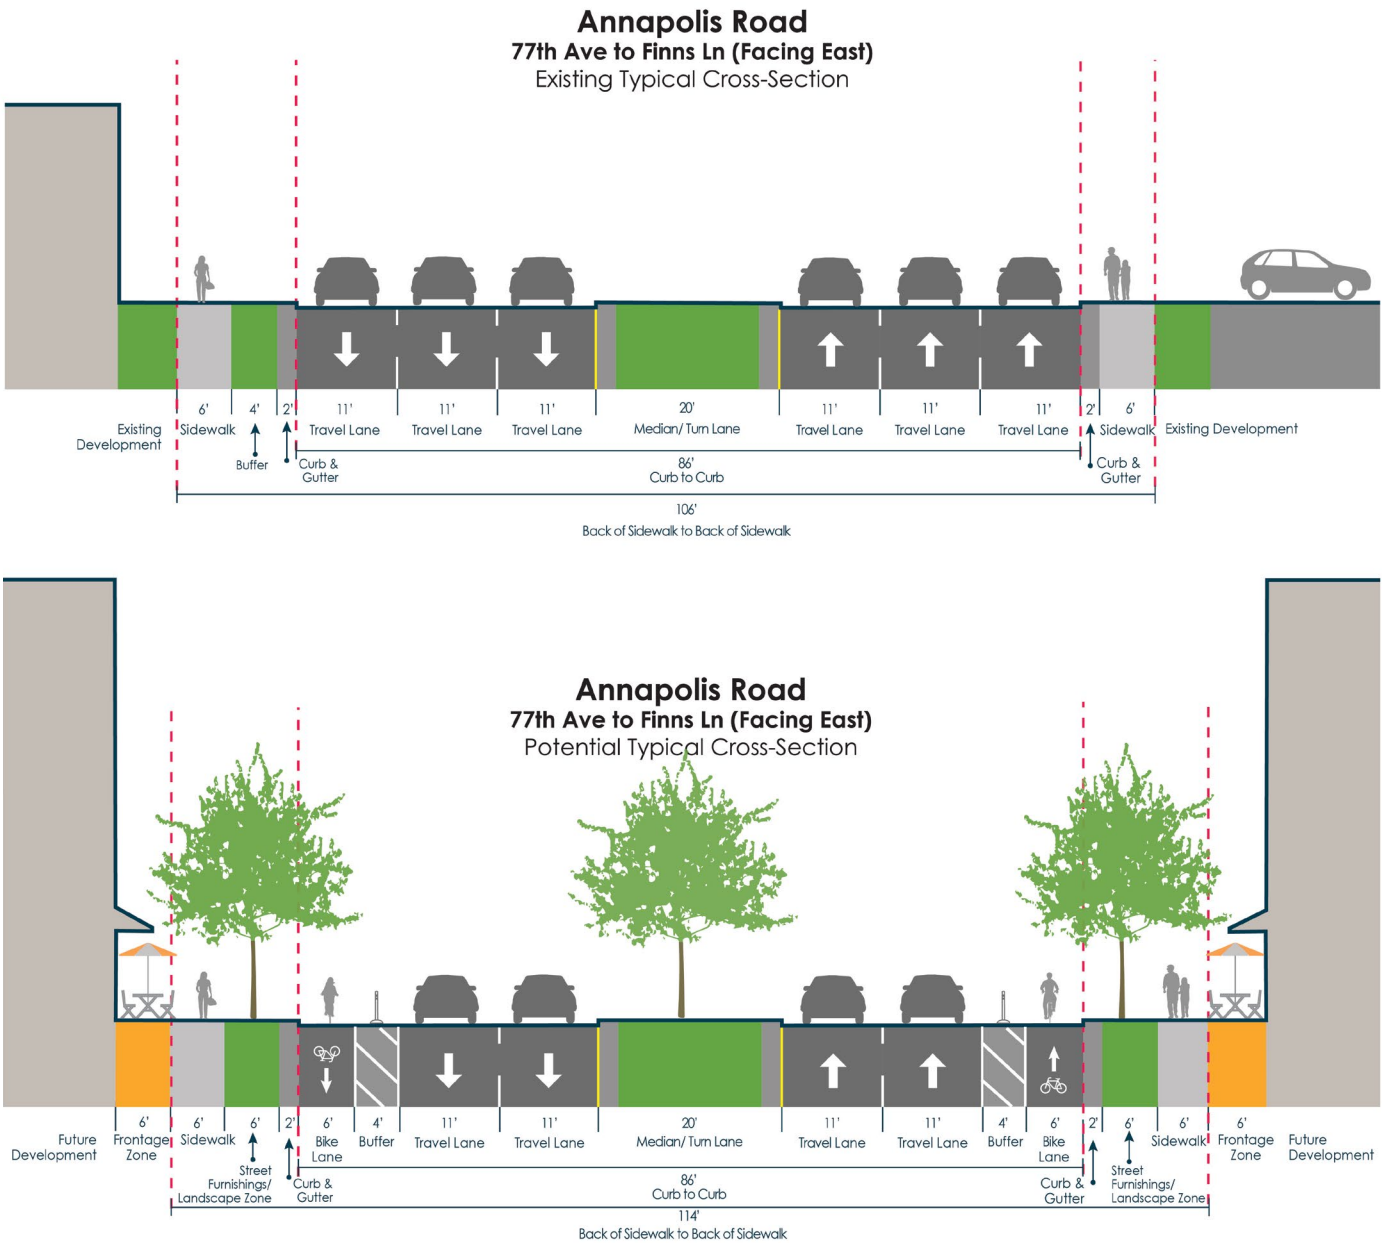 Annapolis Road
77th Ave to Finns Ln (Facing East)
Existing Typical Cross-Section
6' 4' 2' 11' 11' 11' 20' 11' 11' 11' 2' 6'
Existing
Development
Sidewalk
Buffer
Curb &
Gutter
Travel Lane
Travel Lane
Travel Lane
Median/ Turn Lane
Travel Lane
Travel Lane
Travel Lane
Curb &
Gutter
Sidewalk
Existing Development
86'
Curb to Curb
106'
Back of Sidewalk to Back of Sidewalk
Annapolis Road
77th Ave to Finns Ln (Facing East)
Potential Typical Cross-Section
6' 6' 6' 2' 6' 4' 11' 11' 20' 11' 11' 4' 6' 2' 6' 6' 6'
Future
Development
Frontage
Zone
Sidewalk
Street
Furnishings/
Landscape Zone
Curb &
Gutter
Bike
Lane
Buffer
Travel Lane
Travel Lane
Median/ Turn Lane
Travel Lane
Travel Lane
Buffer
Bike
Lane
Curb &
Gutter
Street
Furnishings/
Landscape Zone
Sidewalk
Frontage
Zone
Future
Development
86'
Curb to Curb
114'
Back of Sidewalk to Back of Sidewalk